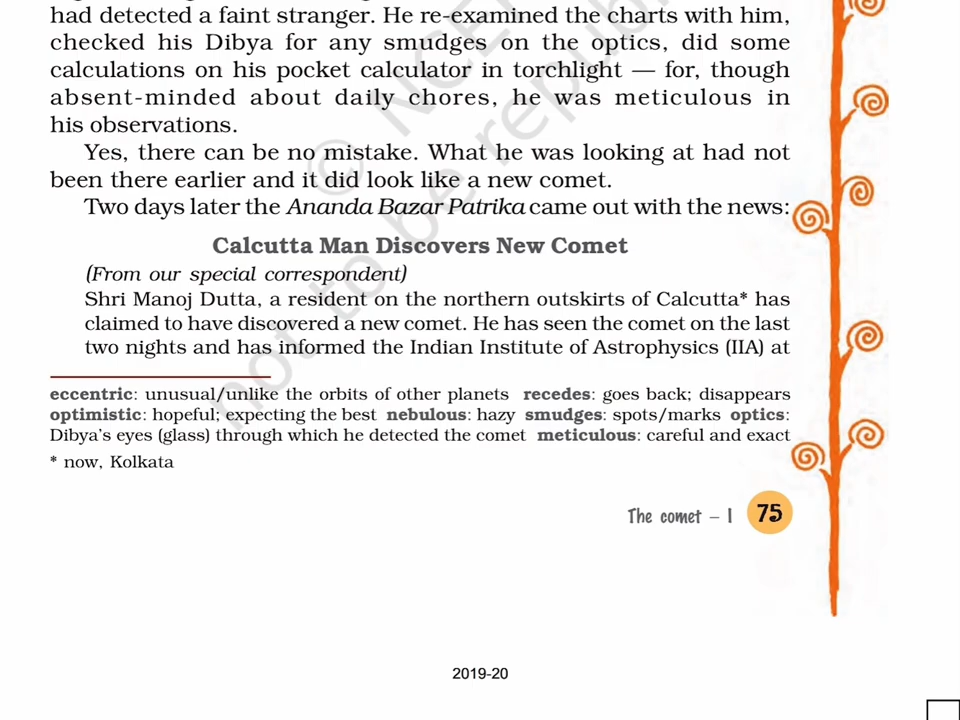 had detected a faint stranger. He re-examined the charts with him,
checked his Dibya for any smudges on the optics, did some
calculations on his pocket calculator in torchlight — for, though
absent-minded about daily chores, he was meticulous in
his observations.
Yes, there can be no mistake. What he was looking at had not
been there earlier and it did look like a new comet.
Two days later the Ananda Bazar Patrika came out with the news:
Calcutta Man Discovers New Comet
(From our special correspondent)
Shri Manoj Dutta, a resident on the northern outskirts of Calcutta* has
claimed to have discovered a new comet. He has seen the comet on the last
two nights and has informed the Indian Institute of Astrophysics (IIA) at
eccentric: unusual/unlike the orbits of other planets recedes: goes back; disappears
optimistic: hopeful; expecting the best nebulous: hazy smudges: spots/marks optics:
Dibya's eyes (glass) through which he detected the comet meticulous: careful and exact
* now, Kolkata
The comet – I 75
2019-20
© NCE
not to be republi